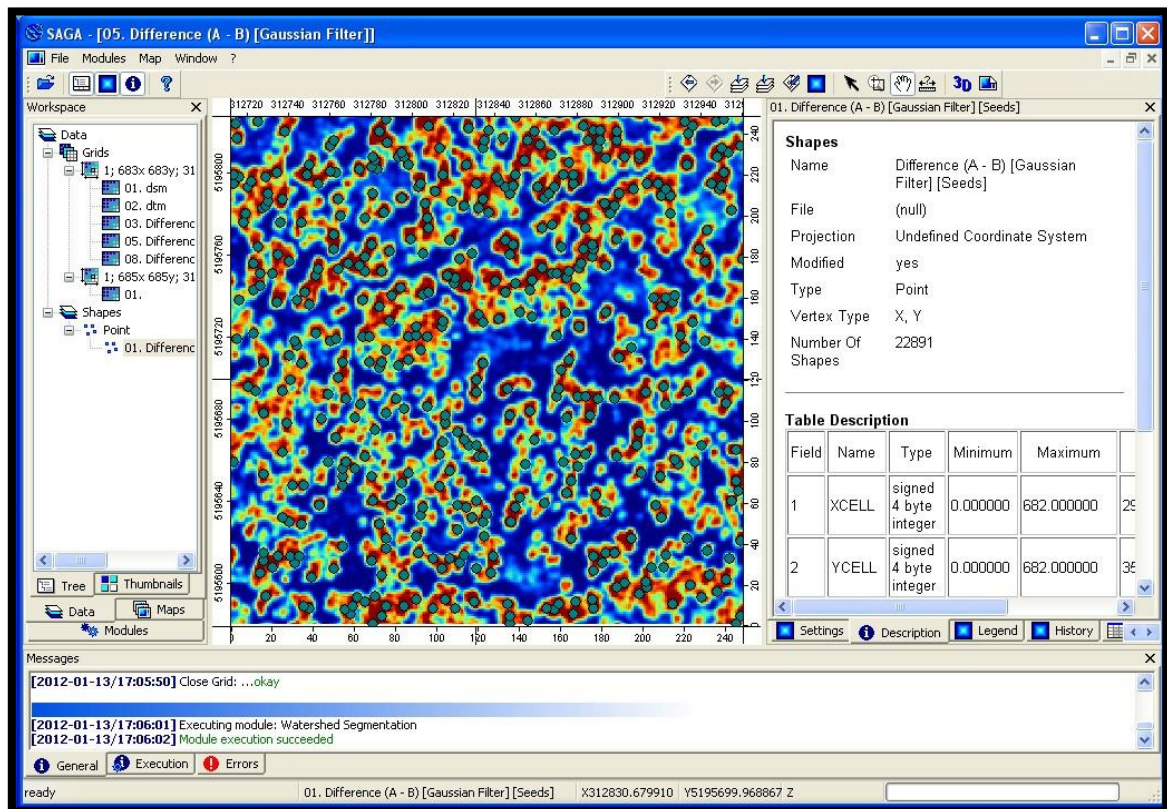 SAGA - [05. Difference (A - B) [Gaussian Filter]]
File Modules Map Window ?
3D
Workspace
Data
Grids
1; 683x 683y; 31
01. dsm
02. dtm
03. Differenc
05. Differenc
08. Differenc
1; 685x 685y; 31
01.
Shapes
Point
01. Differenc
Tree Thumbnails
Data Maps
Modules
312720 312740 312760 312780 312800 312820 312840 312860 312880 312900 312920 312940 3129
5195800
5195760
5195720
5195680
5195640
5195600
240
220
200
180
160
140
120
100
80
60
40
20
0
0 20 40 60 80 100 120 140 160 180 200 220 240
01. Difference (A - B) [Gaussian Filter] [Seeds]
Shapes
Name Difference (A - B) [Gaussian
Filter] [Seeds]
File (null)
Projection Undefined Coordinate System
Modified yes
Type Point
Vertex Type X, Y
Number Of 22891
Shapes
Table Description
Field Name Type Minimum Maximum
1 XCELL signed 4 byte integer 0.000000 682.000000 29
2 YCELL signed 4 byte integer 0.000000 682.000000 35
Settings Description Legend History
Messages
[2012-01-13/17:05:50] Close Grid: ...okay
[2012-01-13/17:06:01] Executing module: Watershed Segmentation
[2012-01-13/17:06:02] Module execution succeeded
General Execution Errors
ready 01. Difference (A - B) [Gaussian Filter] [Seeds] X312830.679910 Y5195699.968867 Z